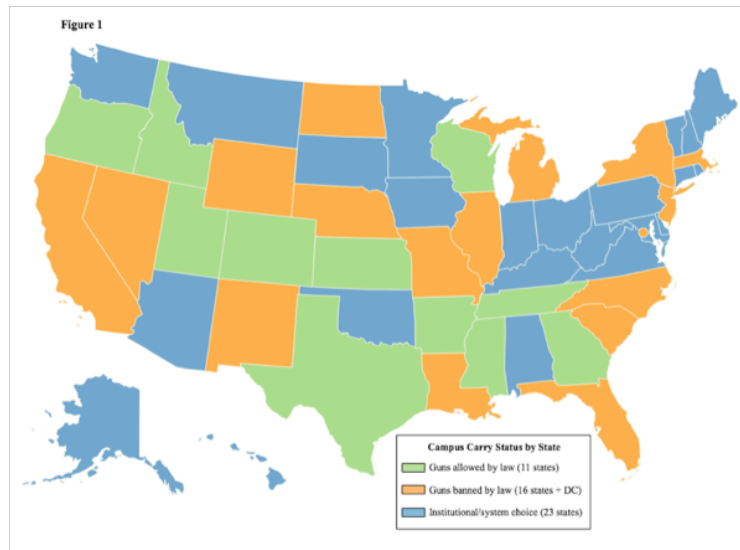 Figure 1
Campus Carry Status by State
Guns allowed by law (11 states)
Guns banned by law (16 states + DC)
Institutional/system choice (23 states)